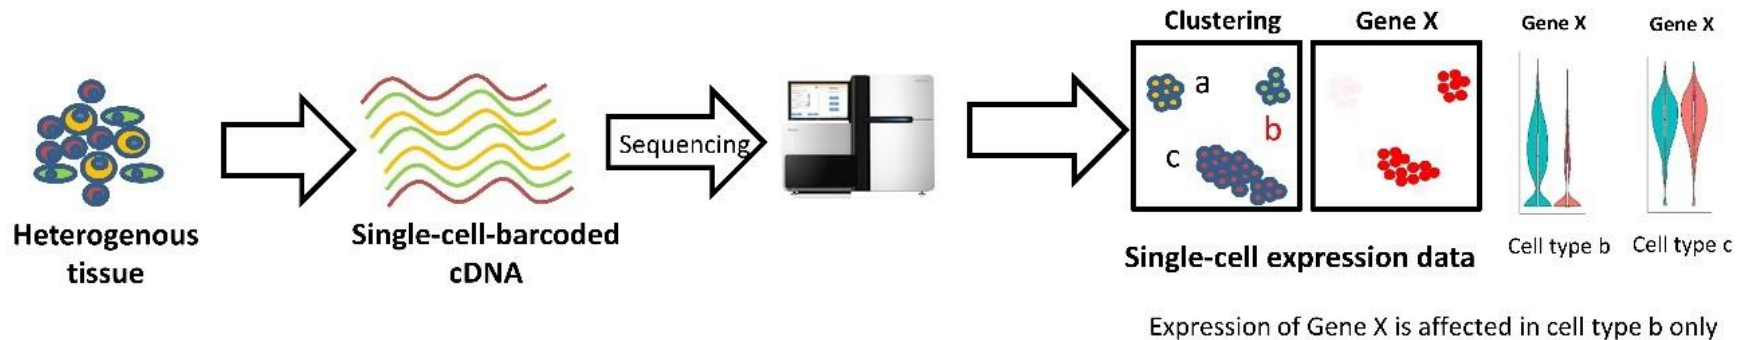 Heterogenous
tissue
Single-cell-barcoded
cDNA
Sequencing
Clustering
Gene X
a
b
c
Single-cell expression data
Gene X
Gene X
Cell type b
Cell type c
Expression of Gene X is affected in cell type b only